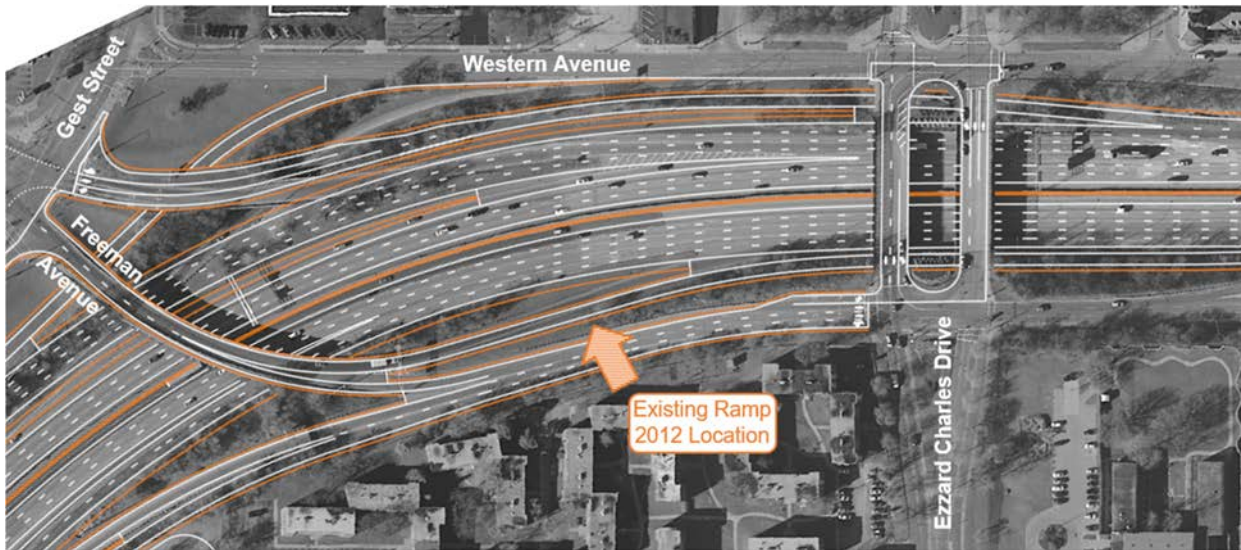 Western Avenue
Gest Street
Freeman
Avenue
Existing Ramp
2012 Location
Ezzard Charles Drive